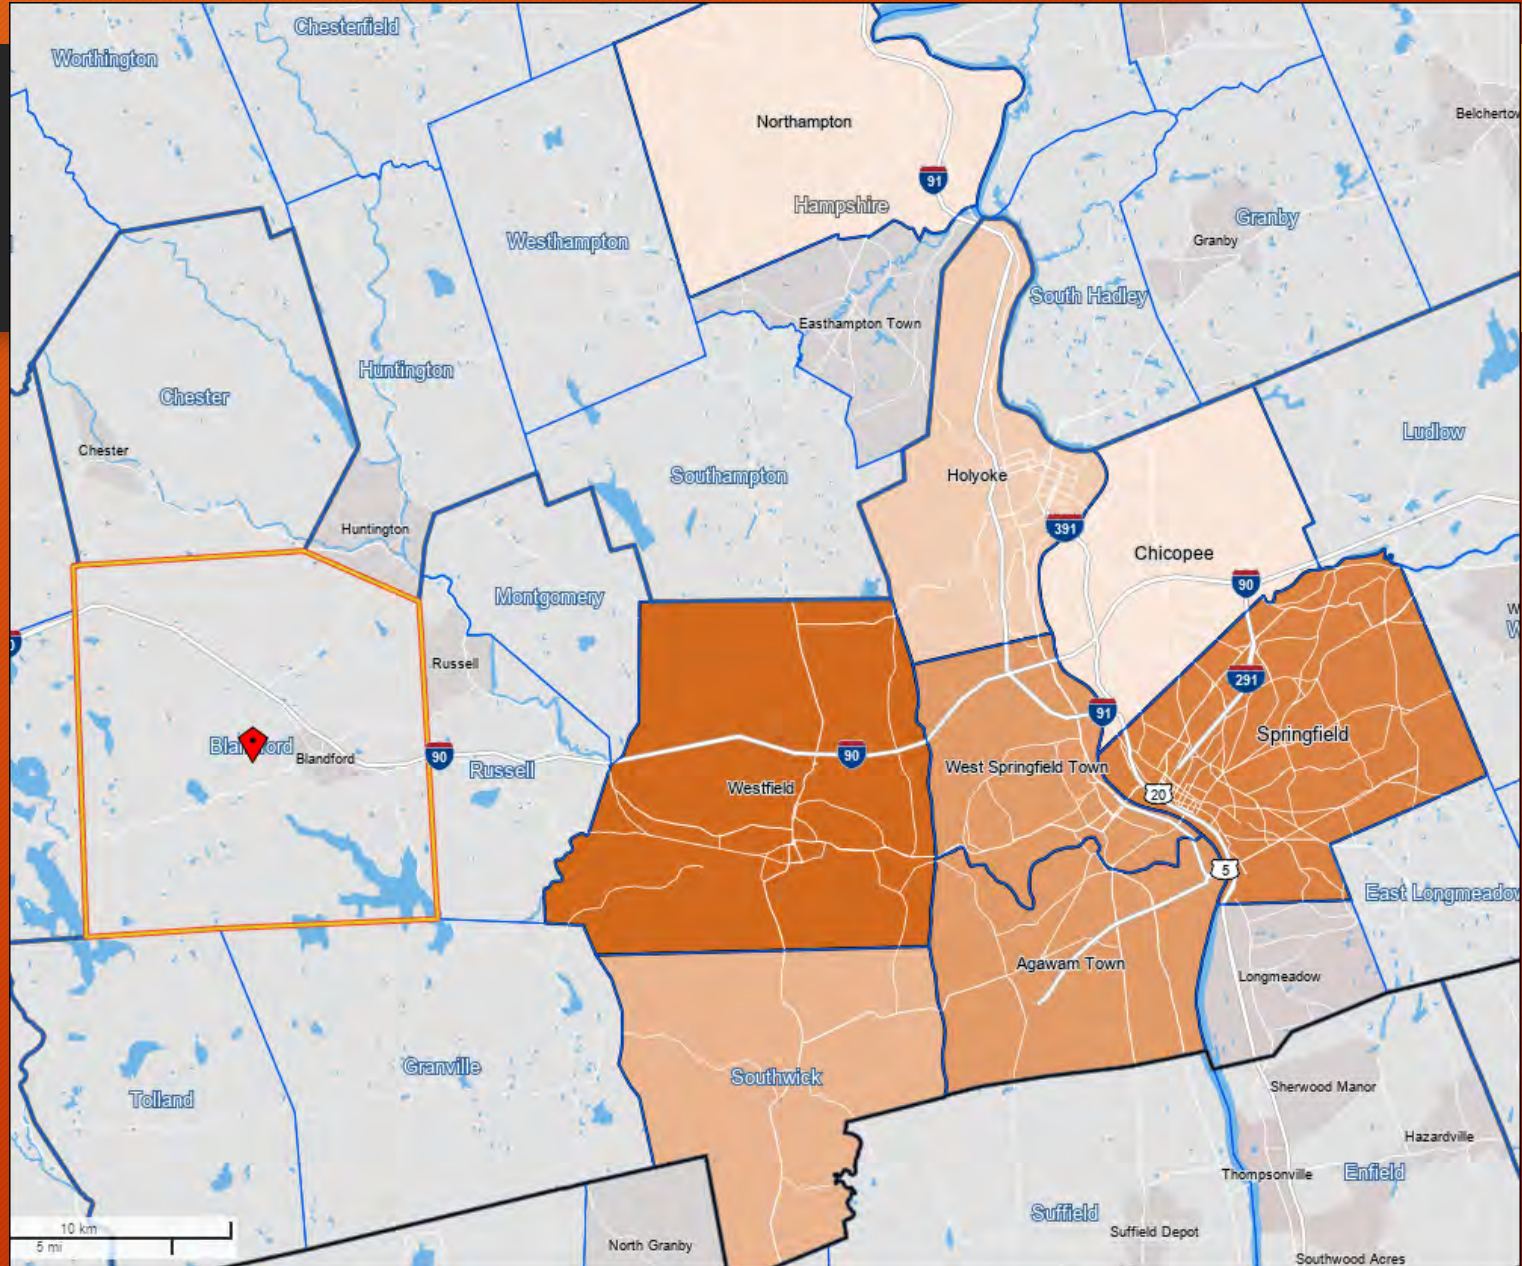 Chesterfield
Worthington
Belchertow
Northampton
91
Hampshire
Granby
Granby
Westhampton
South Hadley
Easthampton Town
Huntington
Chester
Chester
Ludlow
Southampton
Holyoke
Huntington
391
Chicopee
90
Montgomery
W
W
Russell
291
91
Springfield
Blandford
90
90
Russell
West Springfield Town
Westfield
20
5
East Longmeadow
Agawam Town
Longmeadow
Granville
Southwick
Tolland
Sherwood Manor
Hazardville
Thompsonville
Enfield
Suffield
Suffield Depot
10 km
5 mi
North Granby
Southwood Acres